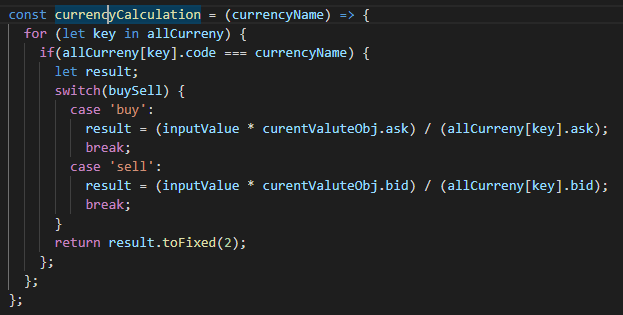 const currencyCalculation = (currencyName) => {
  for (let key in allCurreny) {
    if(allCurreny[key].code === currencyName) {
      let result;
      switch(buySell) {
        case 'buy':
          result = (inputValue * curentValuteObj.ask) / (allCurreny[key].ask);
          break;
        case 'sell':
          result = (inputValue * curentValutObj.bid) / (allCurreny[key].bid);
          break;
      }
      return result.toFixed(2);
    };
  };
};